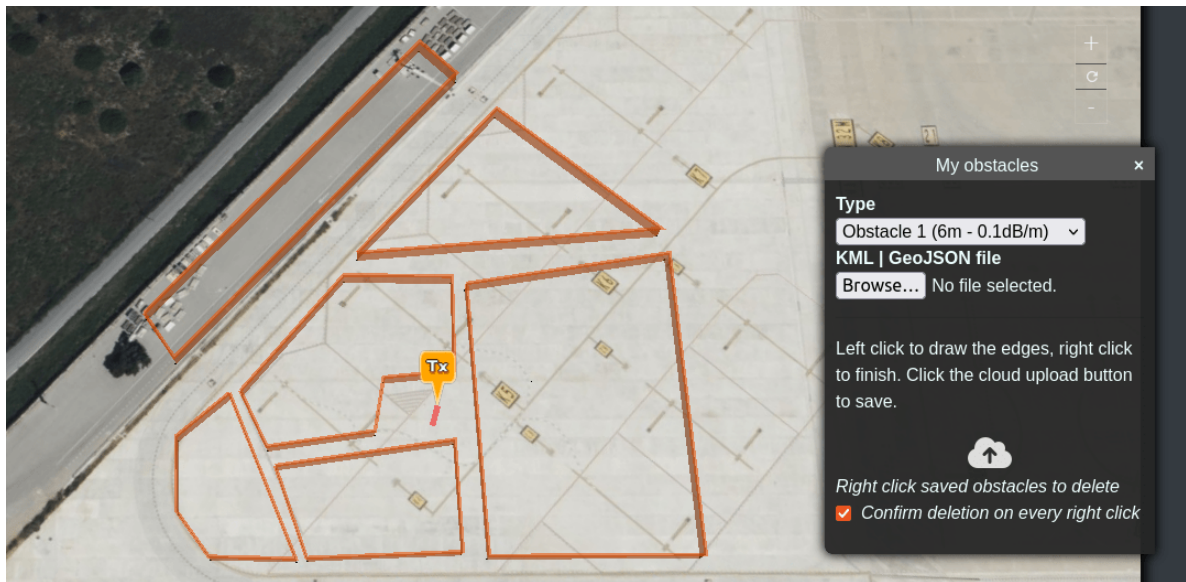 +
-
My obstacles ×
Type
Obstacle 1 (6m - 0.1dB/m)
KML | GeoJSON file
Browse... No file selected.
Left click to draw the edges, right click
to finish. Click the cloud upload button
to save.
Right click saved obstacles to delete
Confirm deletion on every right click
Tx